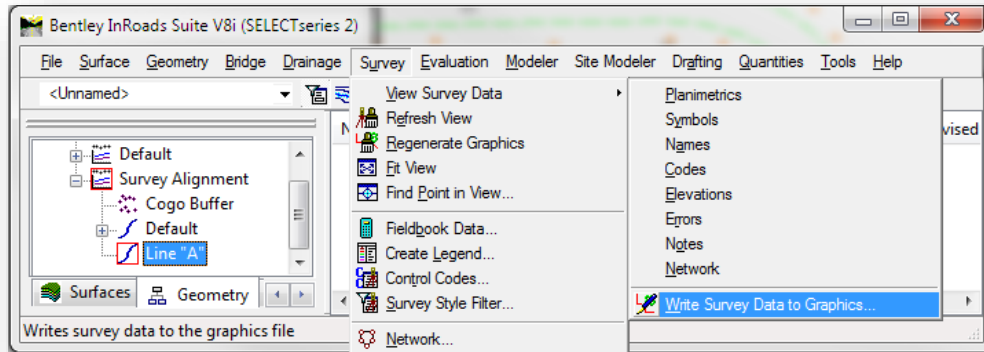 Bentley InRoads Suite V8i (SELECTseries 2)
File Surface Geometry Bridge Drainage Survey Evaluation Modeler Site Modeler Drafting Quantities Tools Help
<Unnamed>
View Survey Data
Refresh View
Regenerate Graphics
Fit View
Find Point in View...
Fieldbook Data...
Create Legend...
Control Codes...
Survey Style Filter...
Network...
Planimetrics
Symbols
Names
Codes
Elevations
Errors
Notes
Network
Write Survey Data to Graphics...
Default
Survey Alignment
Cogo Buffer
Default
Line "A"
Surfaces Geometry
Writes survey data to the graphics file